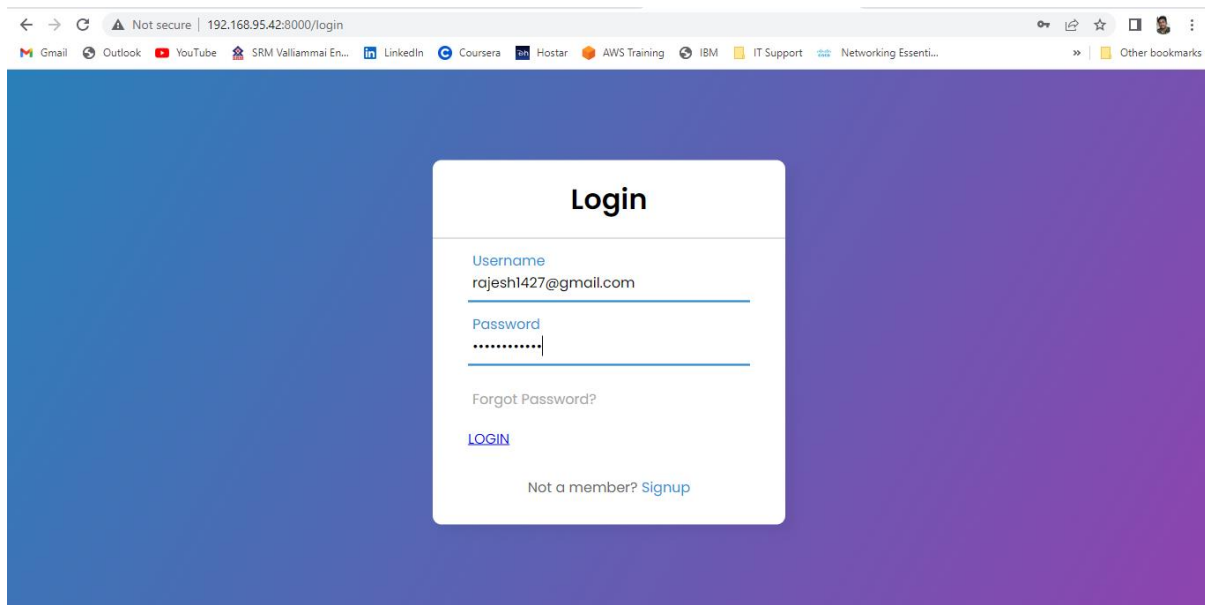 Not secure | 192.168.95.42:8000/login
Gmail Outlook YouTube SRM Valliammai En... LinkedIn Coursera Hostar AWS Training IBM IT Support Networking Essenti... » Other bookmarks
Login
Username
rajesh1427@gmail.com
Password
••••••••••••
Forgot Password?
LOGIN
Not a member? Signup